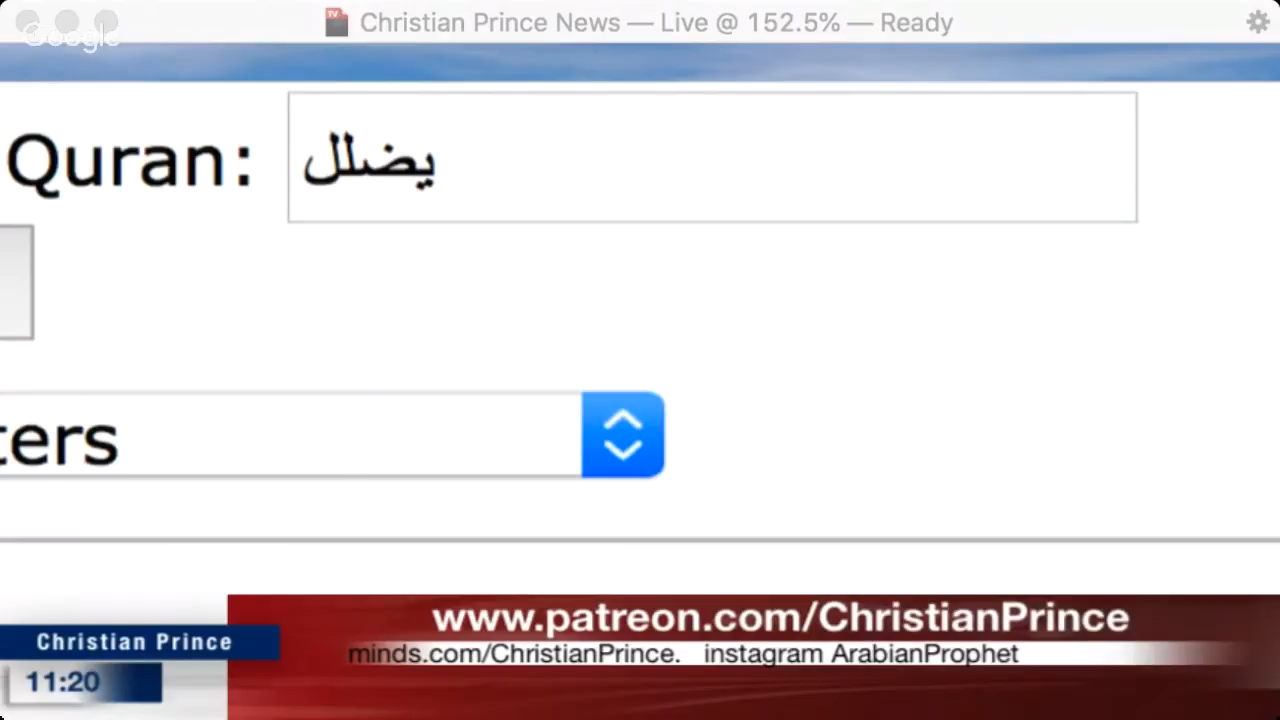 Google
Christian Prince News — Live @ 152.5% — Ready
Quran: يضلل
ters
www.patreon.com/ChristianPrince
Christian Prince
minds.com/ChristianPrince. instagram ArabianProphet
11:20